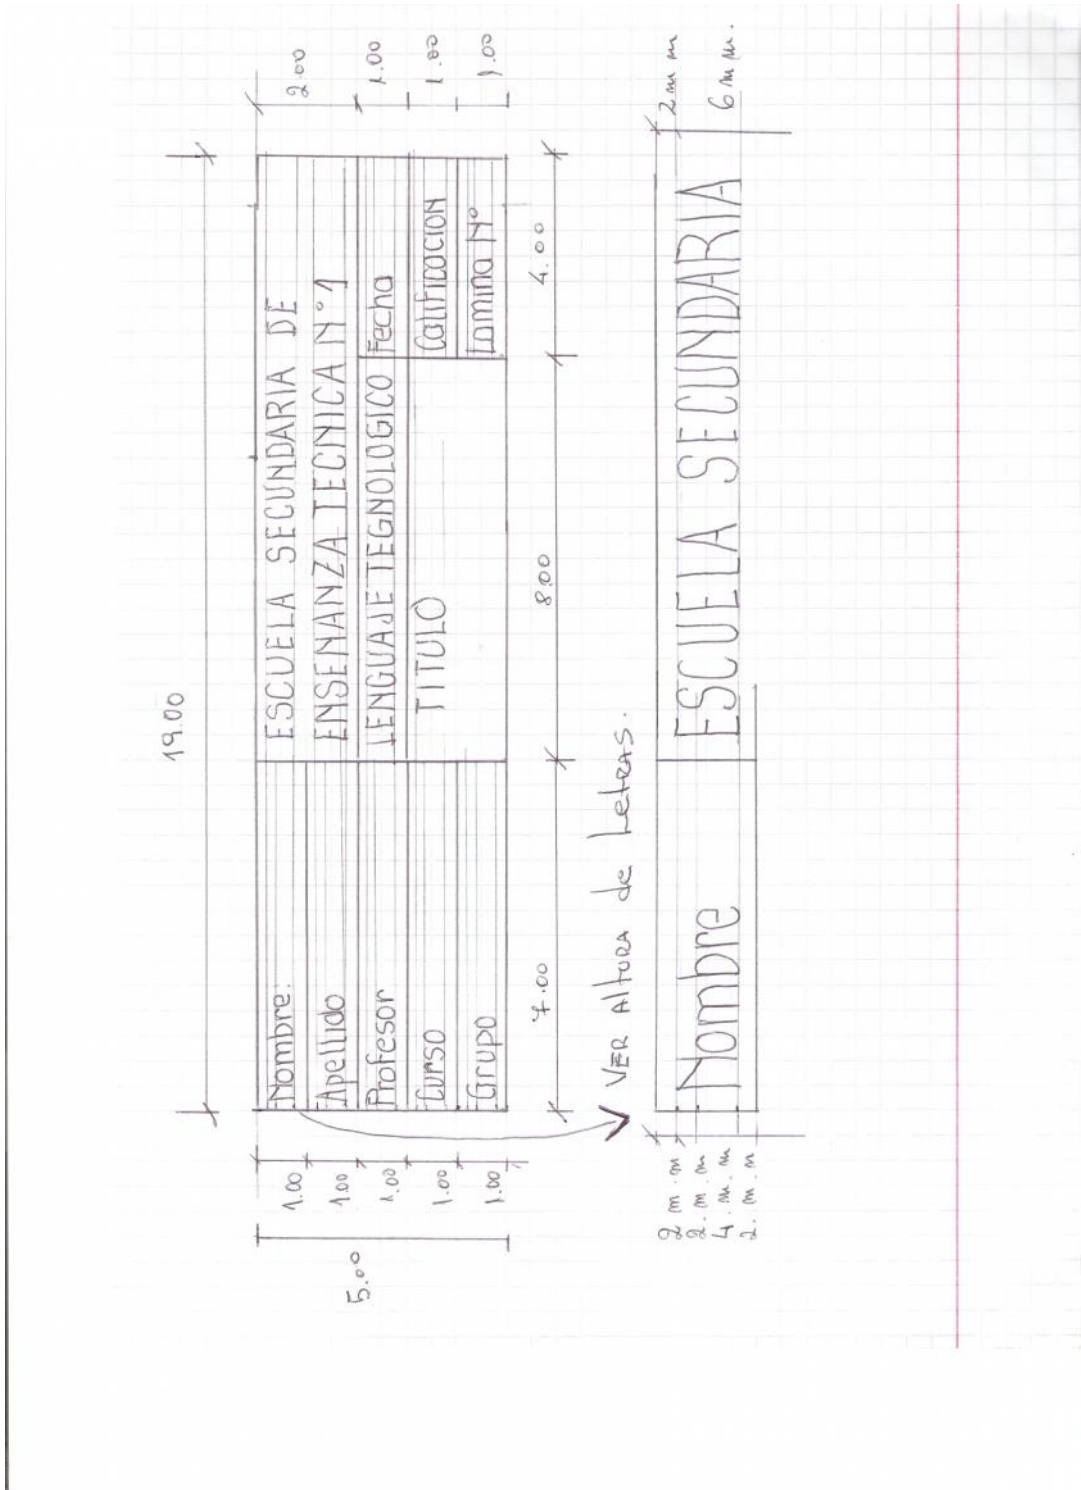 19.00
Nombre:
ESCUELA SECUNDARIA DE
ENSENANZA TECNICA N°1
Apellido
Profesor
LENGUAJE TEGNOLOGICO
Fecha
Curso
TITULO
Calificacion
Grupo
Lamina N°
1.00
1.00
1.00
1.00
1.00
5.00
2.00
1.00
1.00
1.00
7.00
8.00
4.00
VER Altura de Letras.
Nombre
ESCUELA SECUNDARIA
2 m.m
2.m.m
4.m.m
2.m.m
2 m m
6 m m.